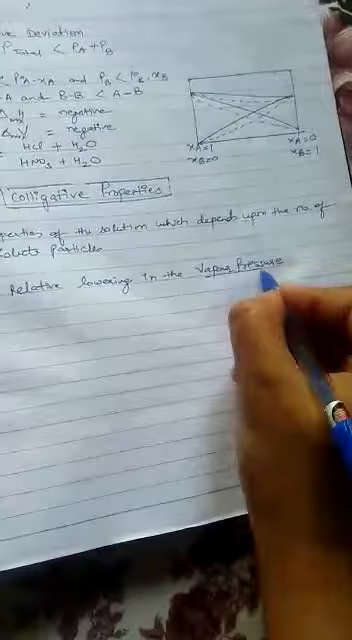 ve Deviation
P Total < PA + PB
< P°A·xA and PB < P°B·xB
-A and B-B < A-B
ΔmixV = negative
= negative
HCl + H2O
HNO3 + H2O
xA=1
xB=0
xA=0
xB=1
Colligative Properties
perties of the solution which depends upon the no. of
solute Particles
Relative lowering in the Vapour Pressure